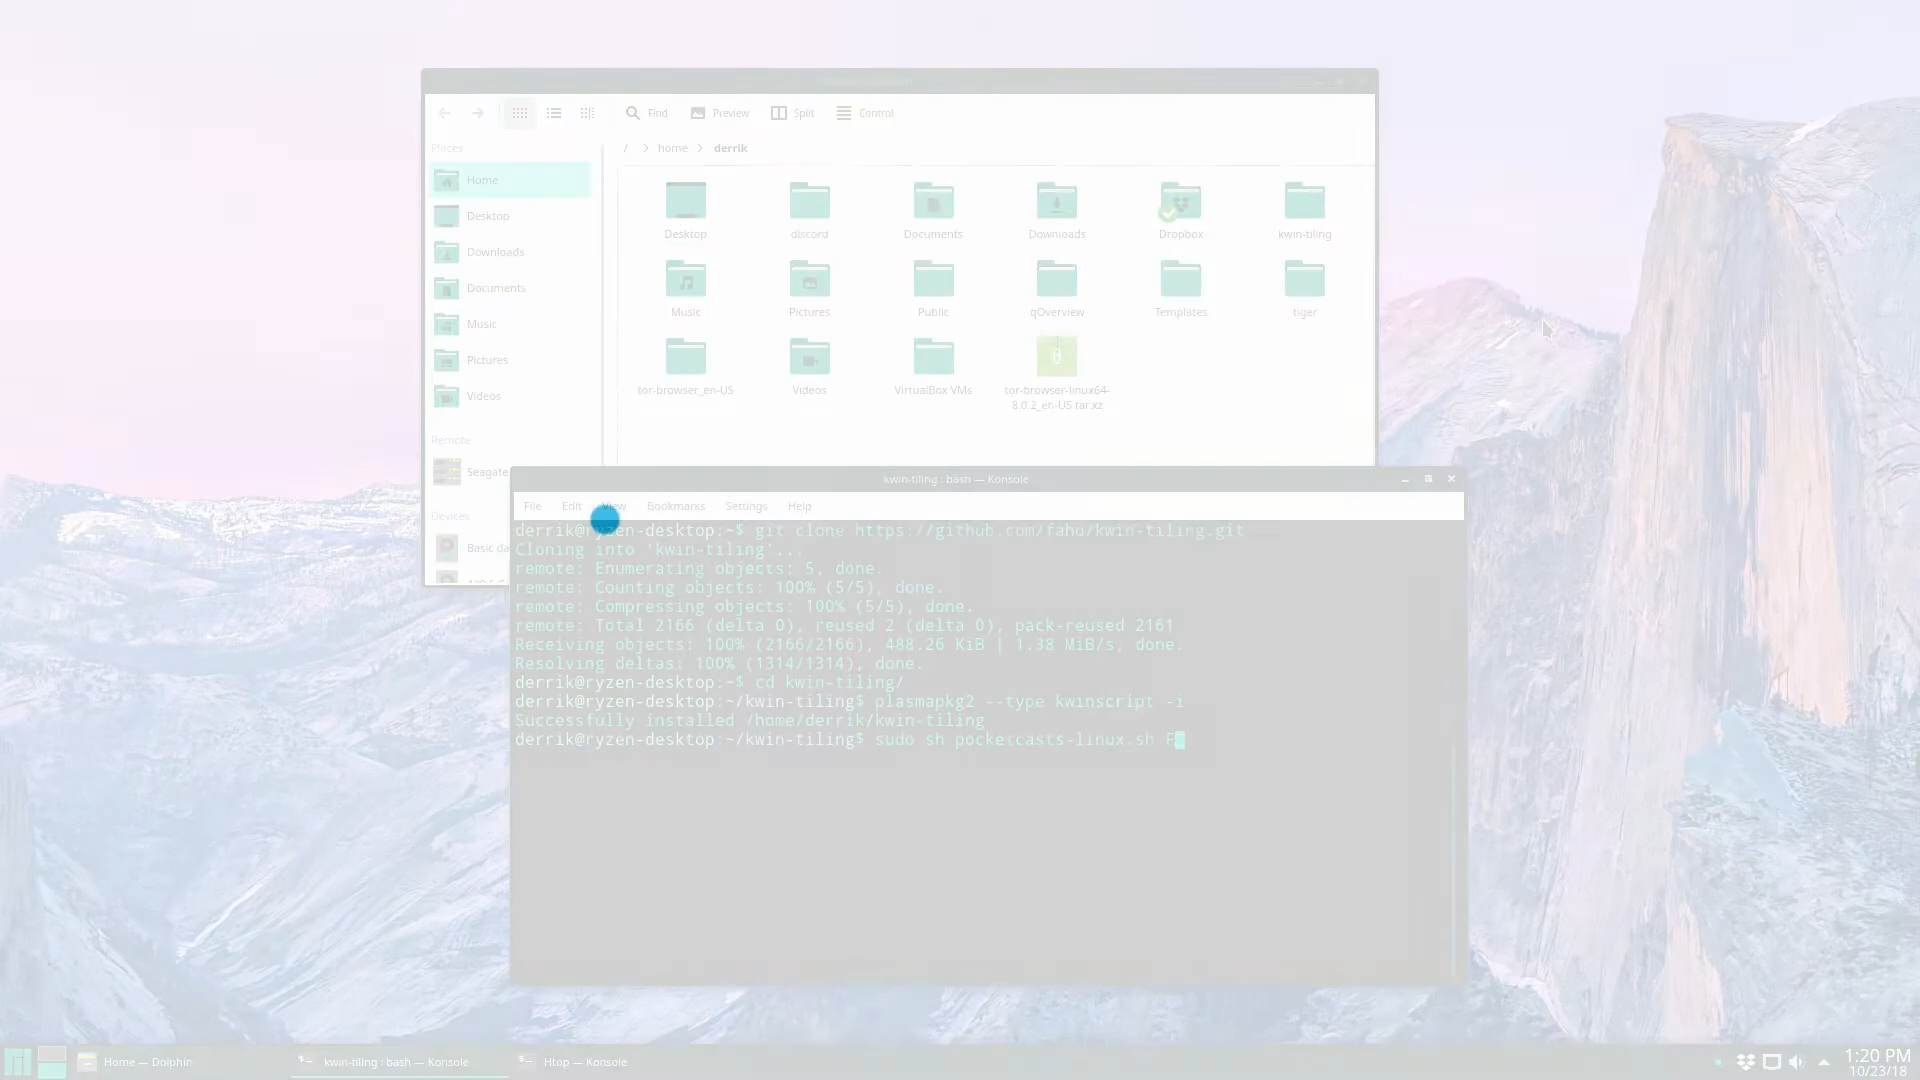 Find
Preview
Split
Control
Places
/ > home > derrik
Home
Desktop
Downloads
Documents
Music
Pictures
Videos
Remote
Seagate
Devices
Basic da
Desktop
discord
Documents
Downloads
Dropbox
kwin-tiling
Music
Pictures
Public
qOverview
Templates
tiger
tor-browser_en-US
Videos
VirtualBox VMs
tor-browser-linux64-
8.0.2_en-US.tar.xz
kwin-tiling : bash — Konsole
File Edit View Bookmarks Settings Help
derrik@ryzen-desktop:~$ git clone https://github.com/faho/kwin-tiling.git
Cloning into 'kwin-tiling'...
remote: Enumerating objects: 5, done.
remote: Counting objects: 100% (5/5), done.
remote: Compressing objects: 100% (5/5), done.
remote: Total 2166 (delta 0), reused 2 (delta 0), pack-reused 2161
Receiving objects: 100% (2166/2166), 488.26 KiB | 1.38 MiB/s, done.
Resolving deltas: 100% (1314/1314), done.
derrik@ryzen-desktop:~$ cd kwin-tiling/
derrik@ryzen-desktop:~/kwin-tiling$ plasmapkg2 --type kwinscript -i
Successfully installed /home/derrik/kwin-tiling
derrik@ryzen-desktop:~/kwin-tiling$ sudo sh pocketcasts-linux.sh F
Home — Dolphin
kwin-tiling : bash — Konsole
Htop — Konsole
1:20 PM
10/23/18